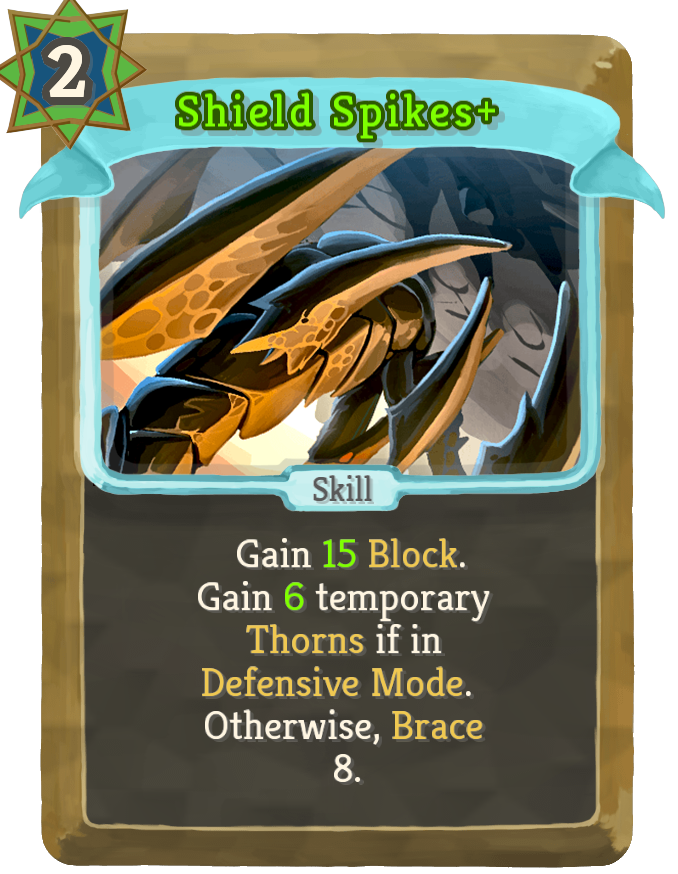 2
Shield Spikes+
Skill
Gain 15 Block.
Gain 6 temporary
Thorns if in
Defensive Mode.
Otherwise, Brace
8.